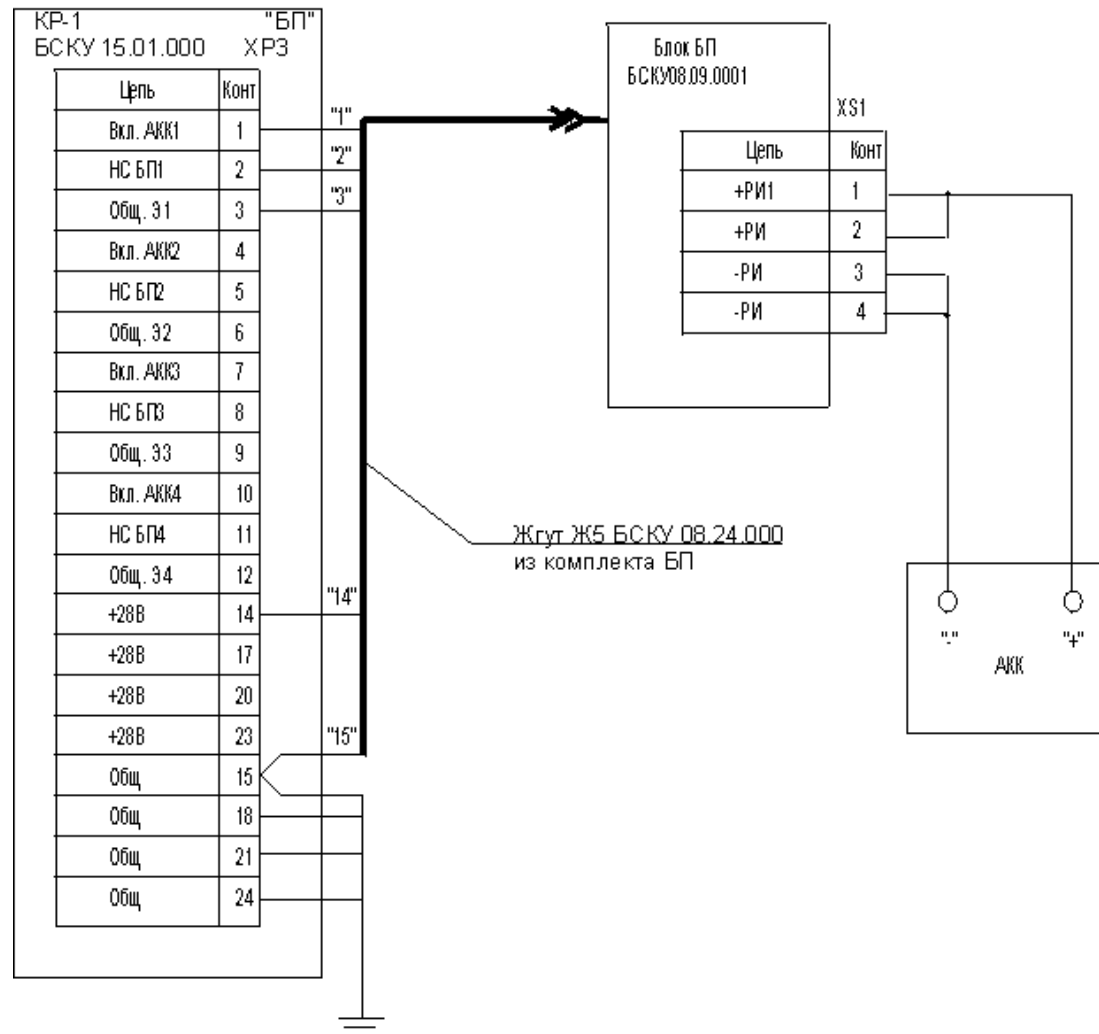 КР-1 "БП"
БСКУ 15.01.000 ХР3
Цепь Конт
Вкл. АКК1 1 "1"
НС БП1 2 "2"
Общ. Э1 3 "3"
Вкл. АКК2 4
НС БП2 5
Общ. Э2 6
Вкл. АКК3 7
НС БП3 8
Общ. Э3 9
Вкл. АКК4 10
НС БП4 11
Общ. Э4 12
+28В 14 "14"
+28В 17
+28В 20
+28В 23 "15"
Общ 15
Общ 18
Общ 21
Общ 24
Жгут Ж5 БСКУ 08.24.000
из комплекта БП
Блок БП
БСКУ08.09.0001
XS1
Цепь Конт
+РИ1 1
+РИ 2
-РИ 3
-РИ 4
"-" "+"
АКК